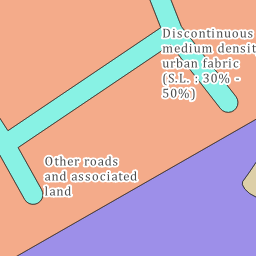 Discontinuous
medium densit
urban fabric
(S.L. : 30% -
50%)
Other roads
and associated
land